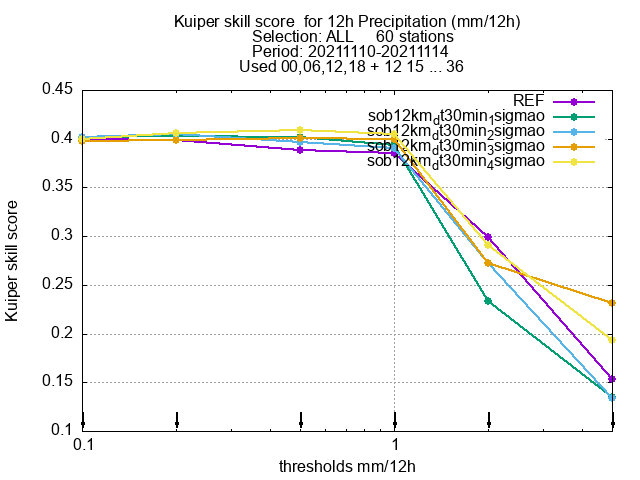 Kuiper skill score  for 12h Precipitation (mm/12h)
Selection: ALL     60 stations
Period: 20211110-20211114
Used 00,06,12,18 + 12 15 ... 36
REF
sob12km_dt30min_1sigmao
sob12km_dt30min_2sigmao
sob12km_dt30min_3sigmao
sob12km_dt30min_4sigmao
Kuiper skill score
0.45
0.4
0.35
0.3
0.25
0.2
0.15
0.1
0.1 1
thresholds mm/12h